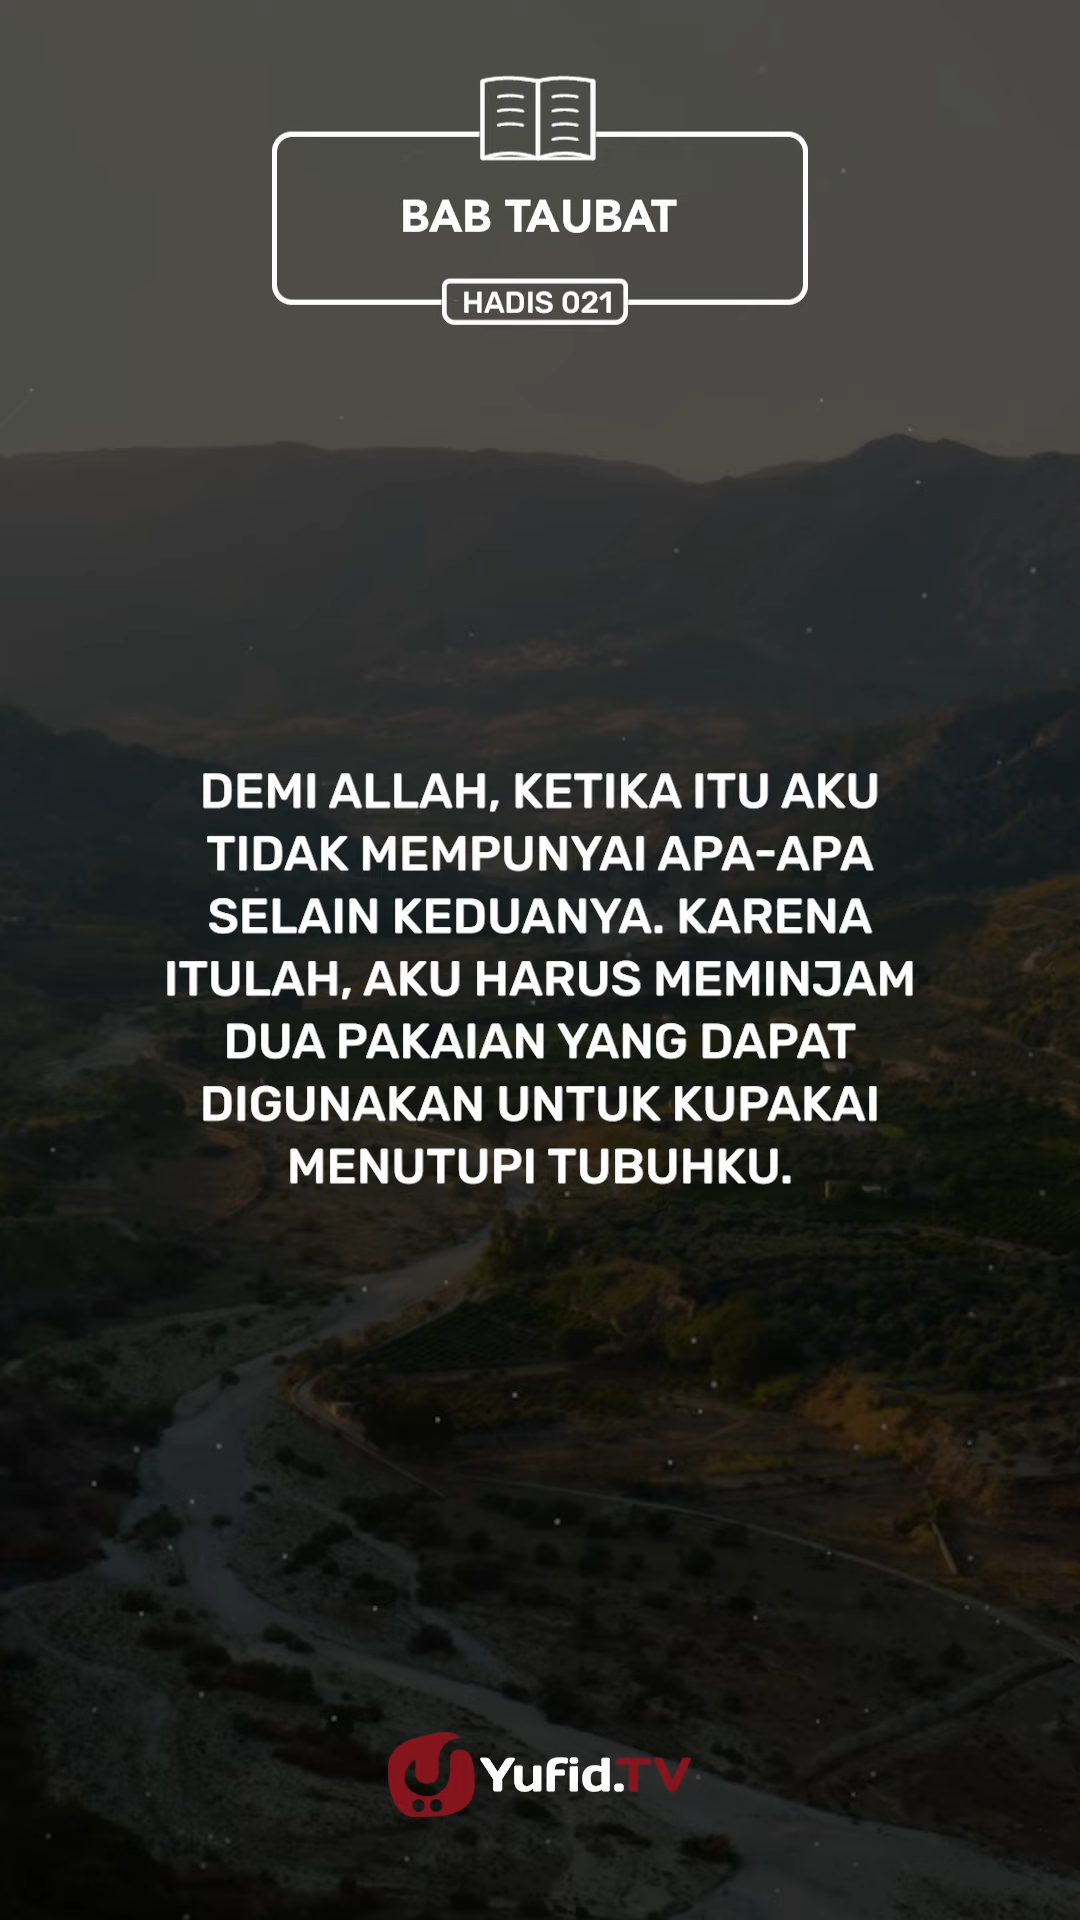 BAB TAUBAT
HADIS 021
DEMI ALLAH, KETIKA ITU AKU
TIDAK MEMPUNYAI APA-APA
SELAIN KEDUANYA. KARENA
ITULAH, AKU HARUS MEMINJAM
DUA PAKAIAN YANG DAPAT
DIGUNAKAN UNTUK KUPAKAI
MENUTUPI TUBUHKU.
Yufid.TV